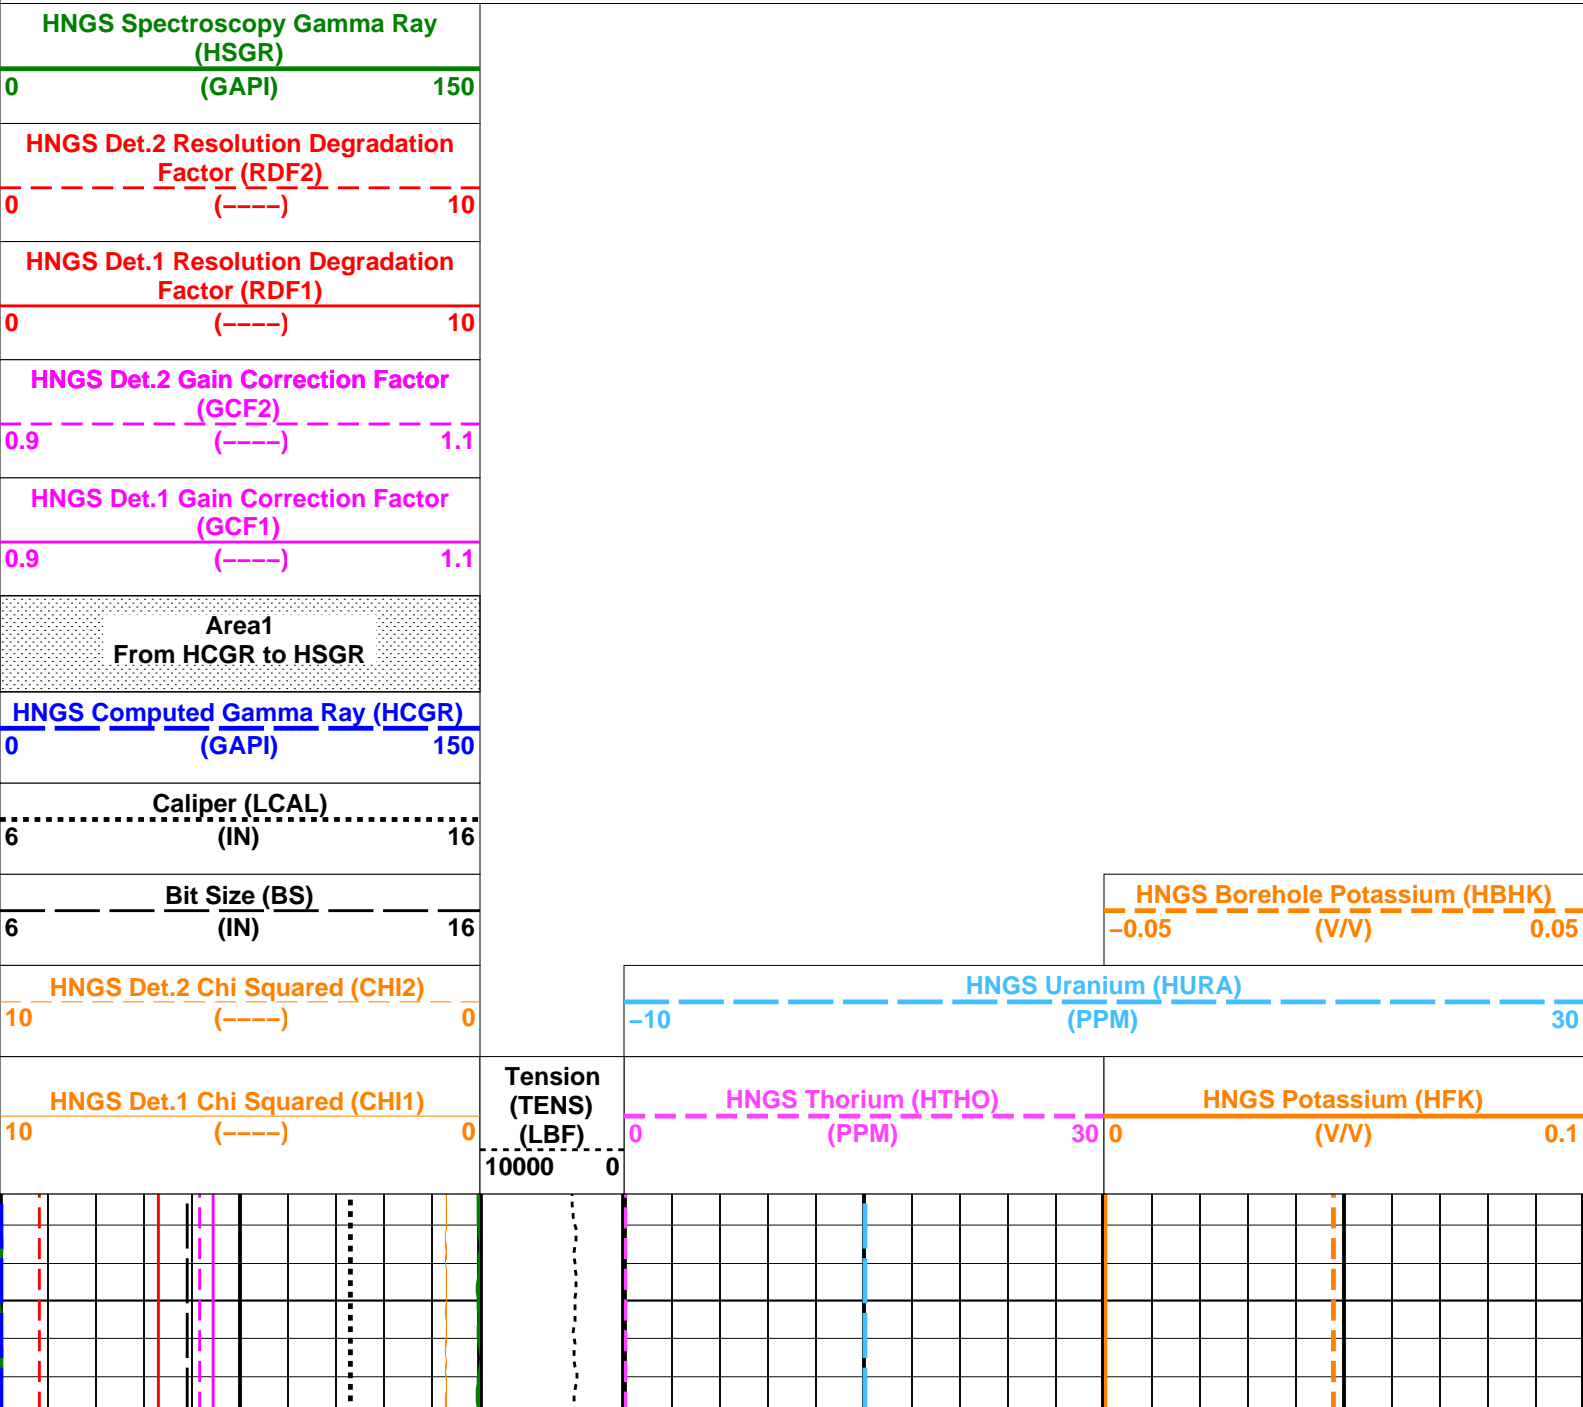 HNGS Spectroscopy Gamma Ray
(HSGR)
0 (GAPI) 150
HNGS Det.2 Resolution Degradation
Factor (RDF2)
0 (----) 10
HNGS Det.1 Resolution Degradation
Factor (RDF1)
0 (----) 10
HNGS Det.2 Gain Correction Factor
(GCF2)
0.9 (----) 1.1
HNGS Det.1 Gain Correction Factor
(GCF1)
0.9 (----) 1.1
Area1
From HCGR to HSGR
HNGS Computed Gamma Ray (HCGR)
0 (GAPI) 150
Caliper (LCAL)
6 (IN) 16
Bit Size (BS)
6 (IN) 16
HNGS Borehole Potassium (HBHK)
-0.05 (V/V) 0.05
HNGS Det.2 Chi Squared (CHI2)
10 (----) 0
HNGS Uranium (HURA)
-10 (PPM) 30
HNGS Det.1 Chi Squared (CHI1)
10 (----) 0
Tension
(TENS)
(LBF)
10000 0
HNGS Thorium (HTHO)
0 (PPM) 30
HNGS Potassium (HFK)
0 (V/V) 0.1